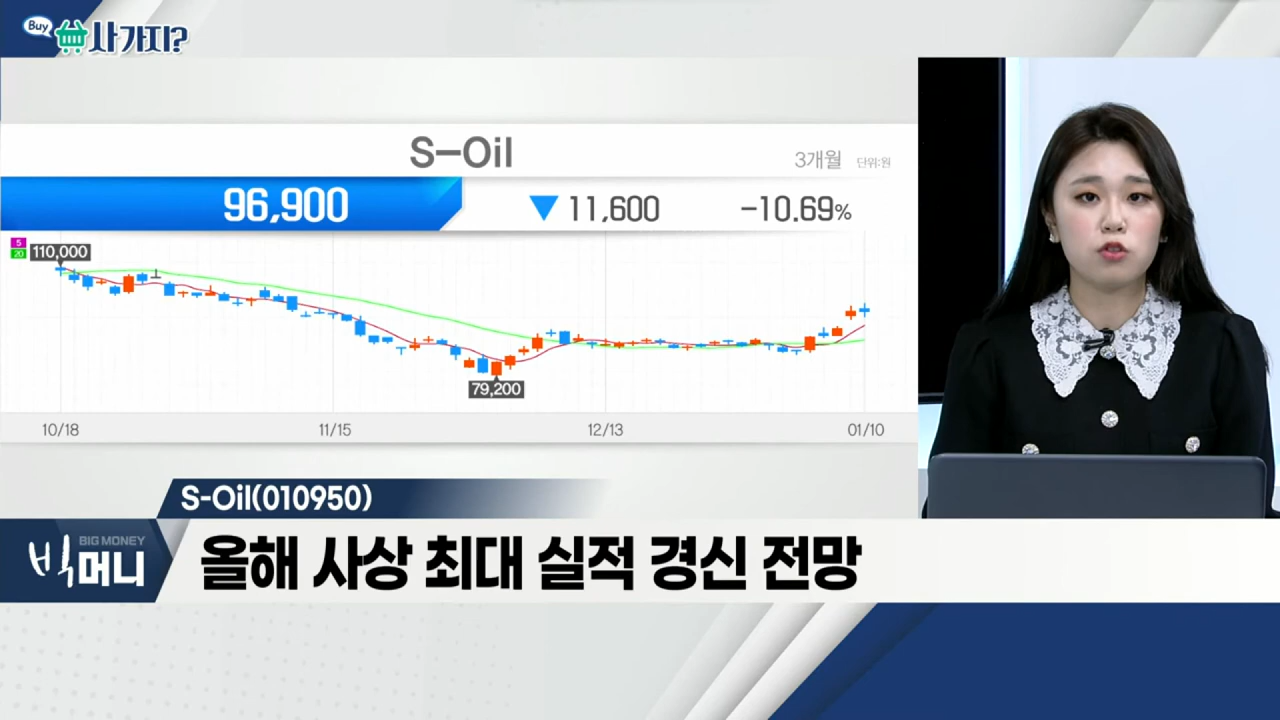 Buy
사가지?
S-Oil
3개월 단위:원
96,900 ▼ 11,600 -10.69%
5
20
110,000
79,200
10/18 11/15 12/13 01/10
S-Oil(010950)
BIG MONEY
빅머니
올해 사상 최대 실적 경신 전망